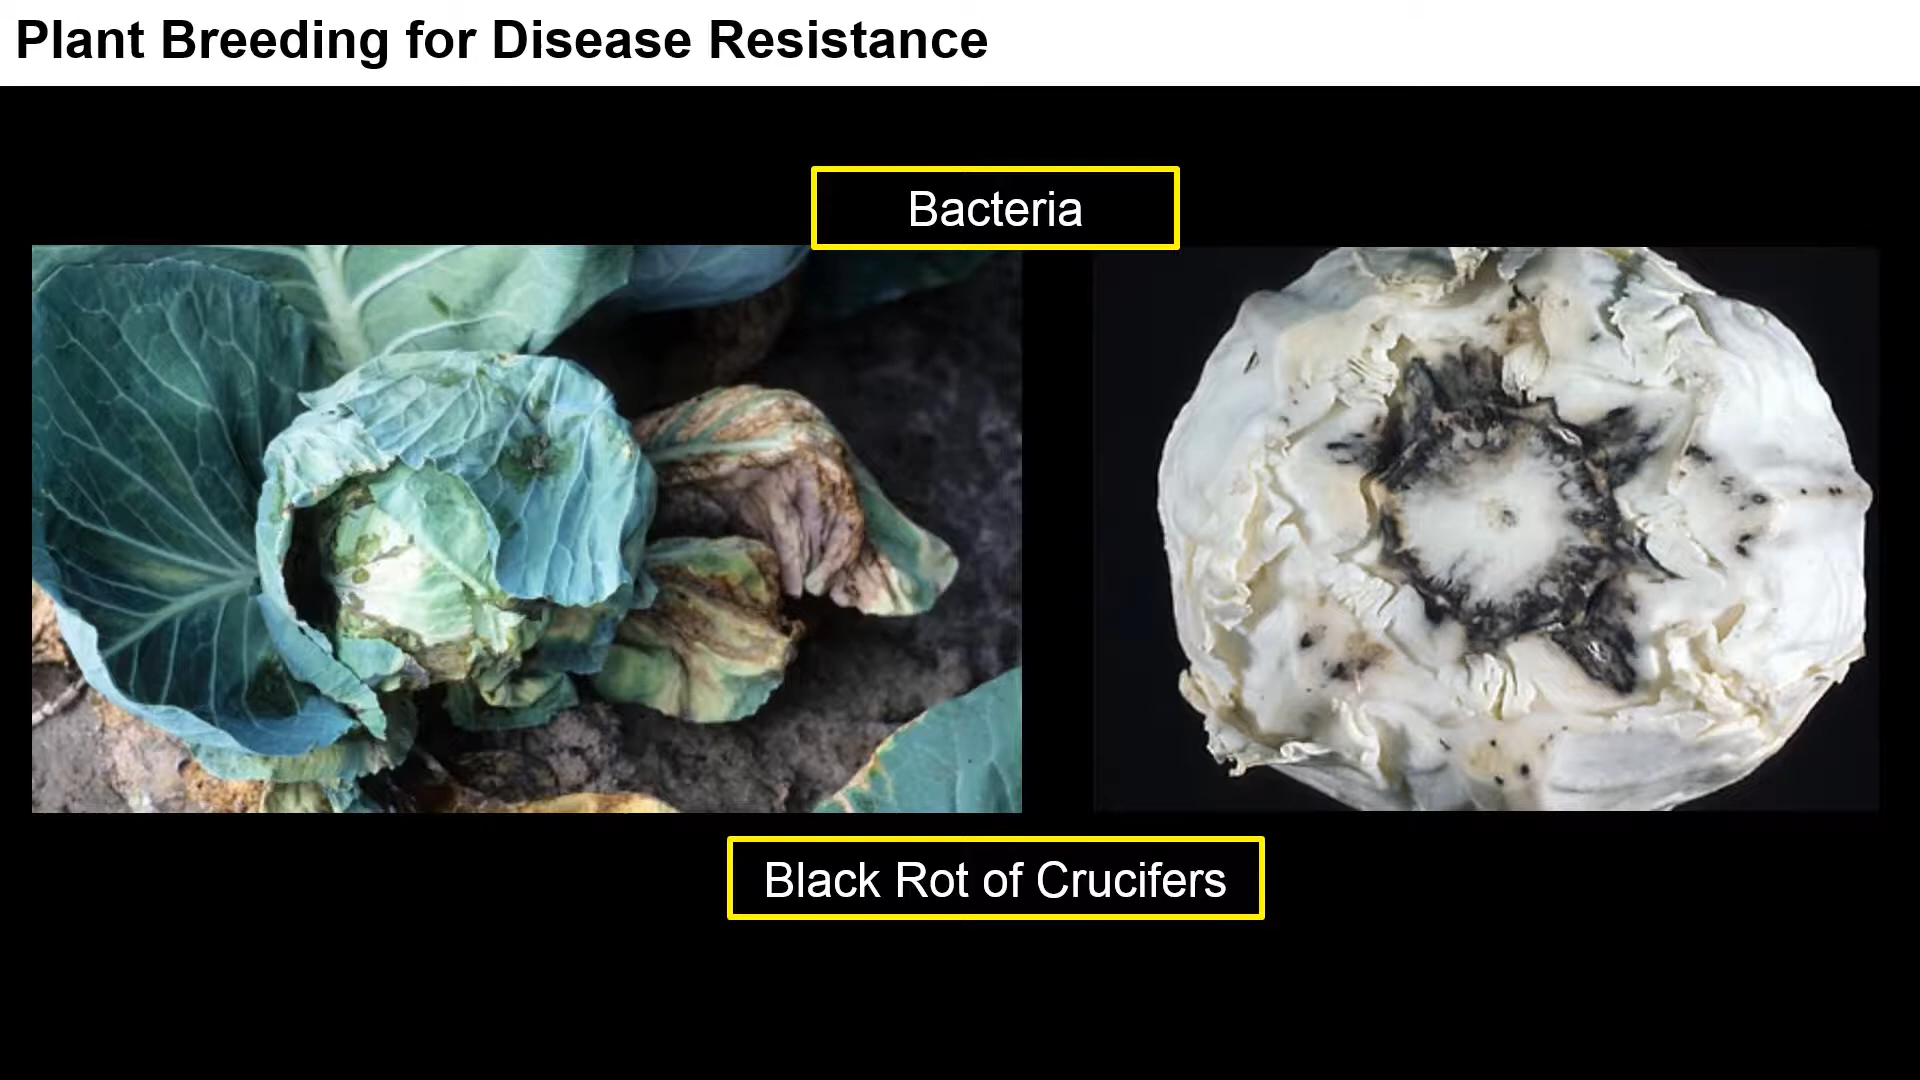 Plant Breeding for Disease Resistance
Bacteria
Black Rot of Crucifers